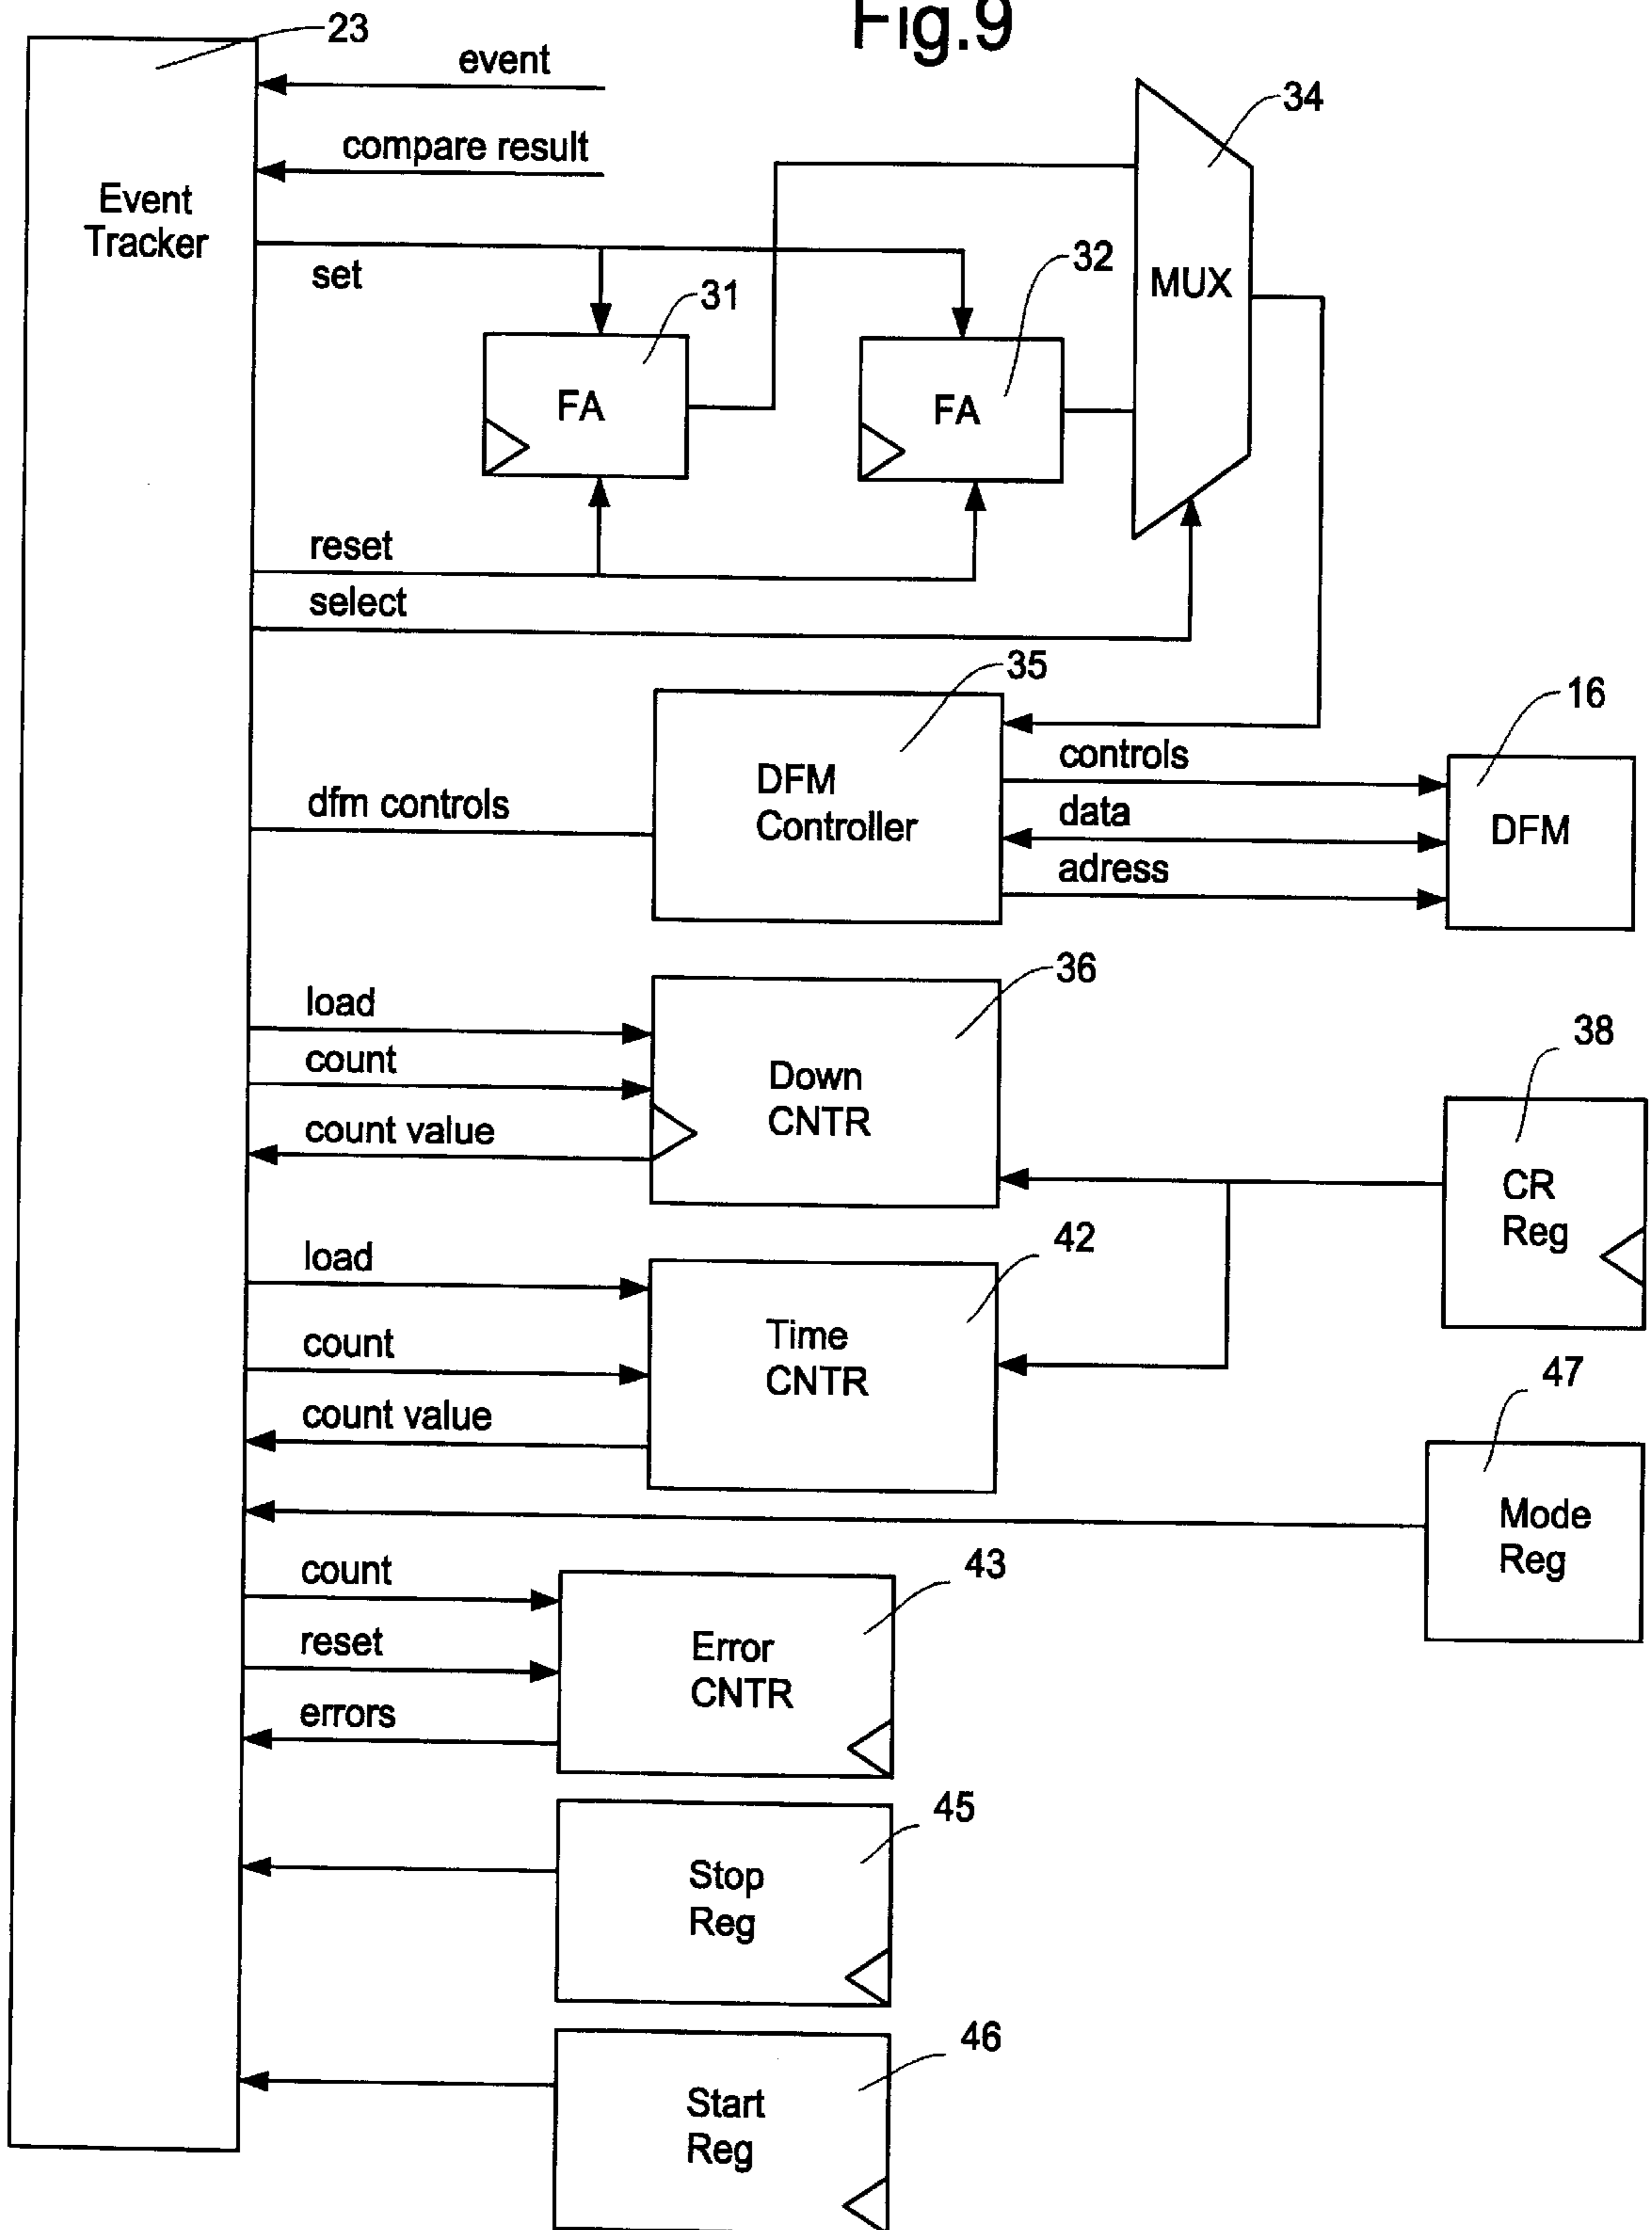 Fig.9
23
event
34
compare result
Event
Tracker
set
32
MUX
31
FA
FA
reset
select
35
16
controls
DFM
Controller
dfm controls
data
DFM
adress
36
load
38
count
Down
CNTR
count value
CR
Reg
42
load
Time
CNTR
count
47
count value
Mode
Reg
count
43
reset
Error
CNTR
errors
45
Stop
Reg
46
Start
Reg